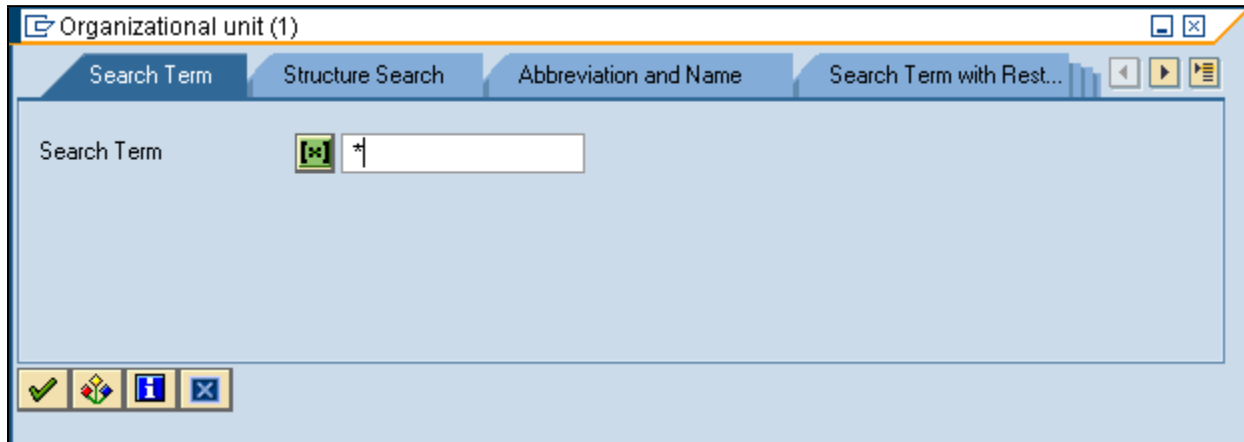 Organizational unit (1)
Search Term Structure Search Abbreviation and Name Search Term with Rest...
Search Term [×] *